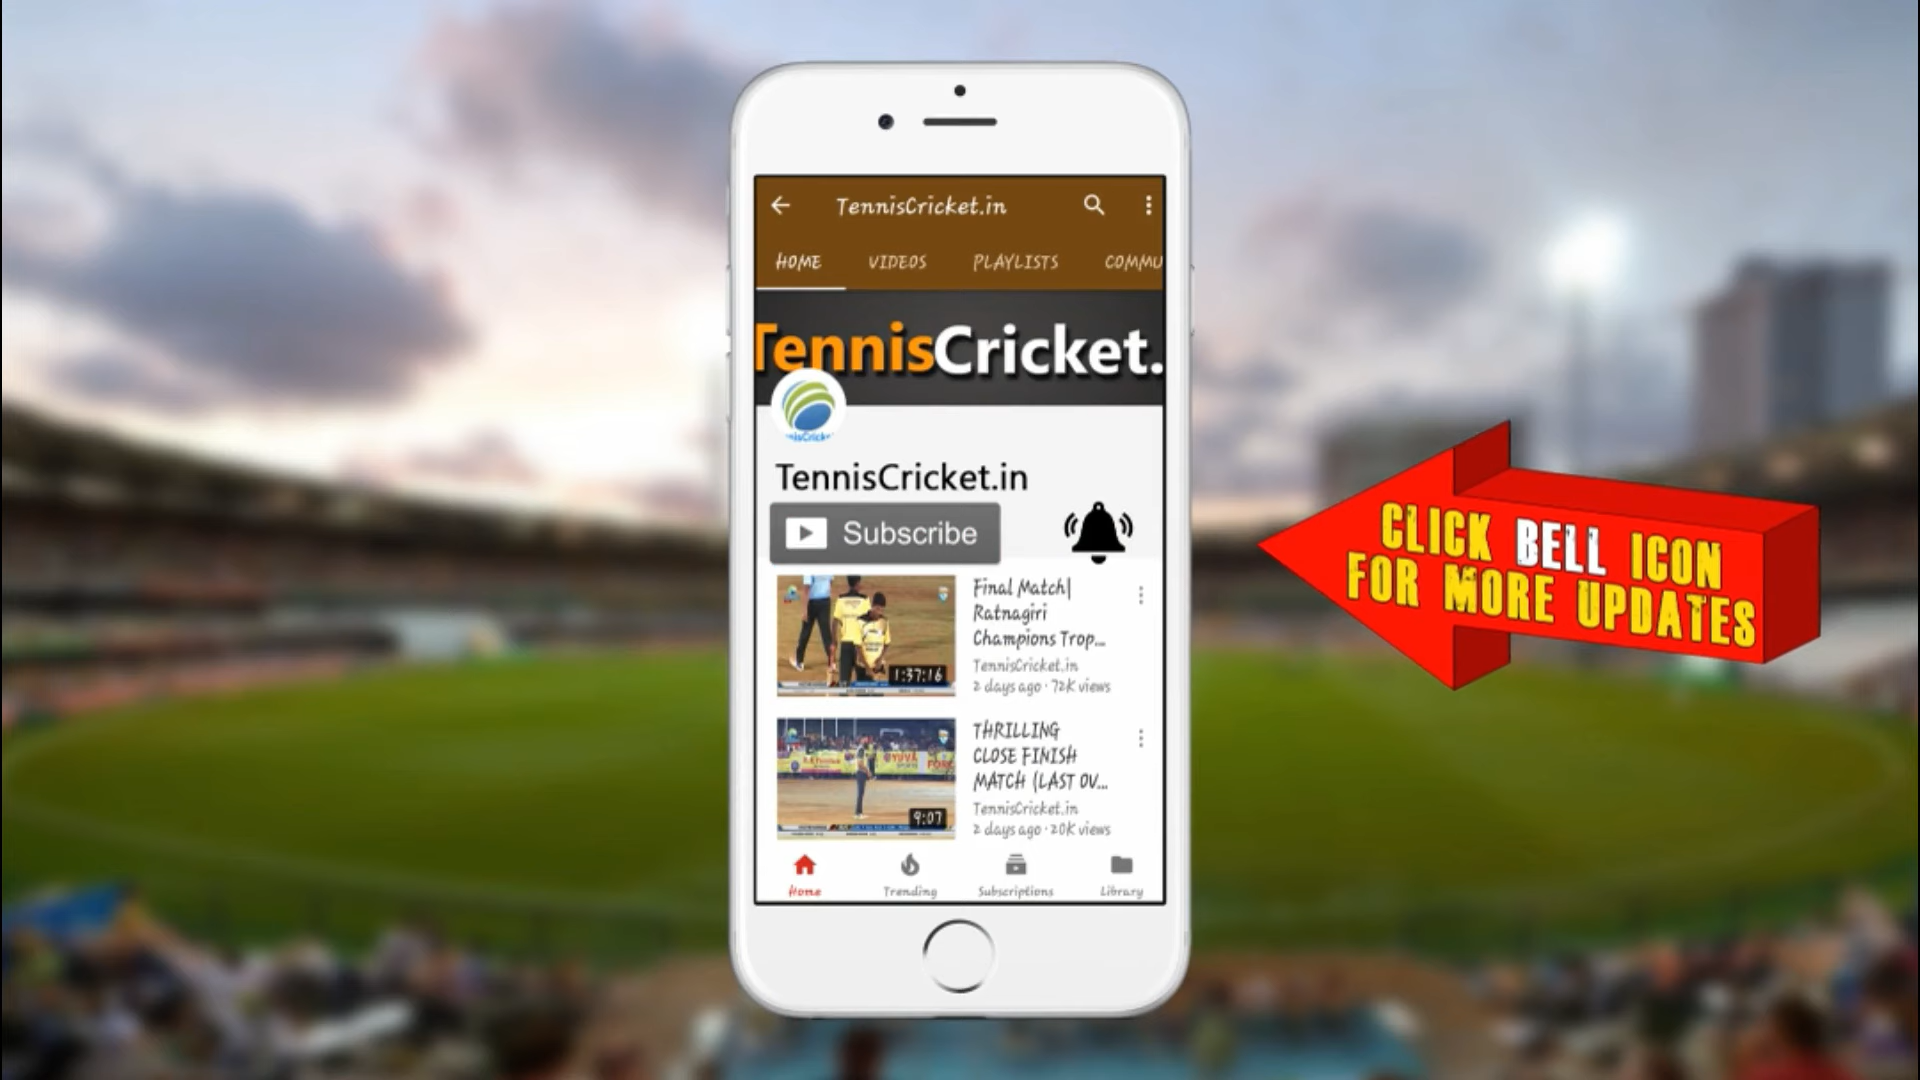 TennisCricket.in
HOME VIDEOS PLAYLISTS COMMU
TennisCricket.
TennisCricket.in
Subscribe
CLICK BELL ICON
FOR MORE UPDATES
Final Match|
Ratnagiri
Champions Trop...
TennisCricket.in
2 days ago · 72K views
1:37:16
THRILLING
CLOSE FINISH
MATCH (LAST OV...
TennisCricket.in
2 days ago · 20K views
9:07
Home Trending Subscriptions Library